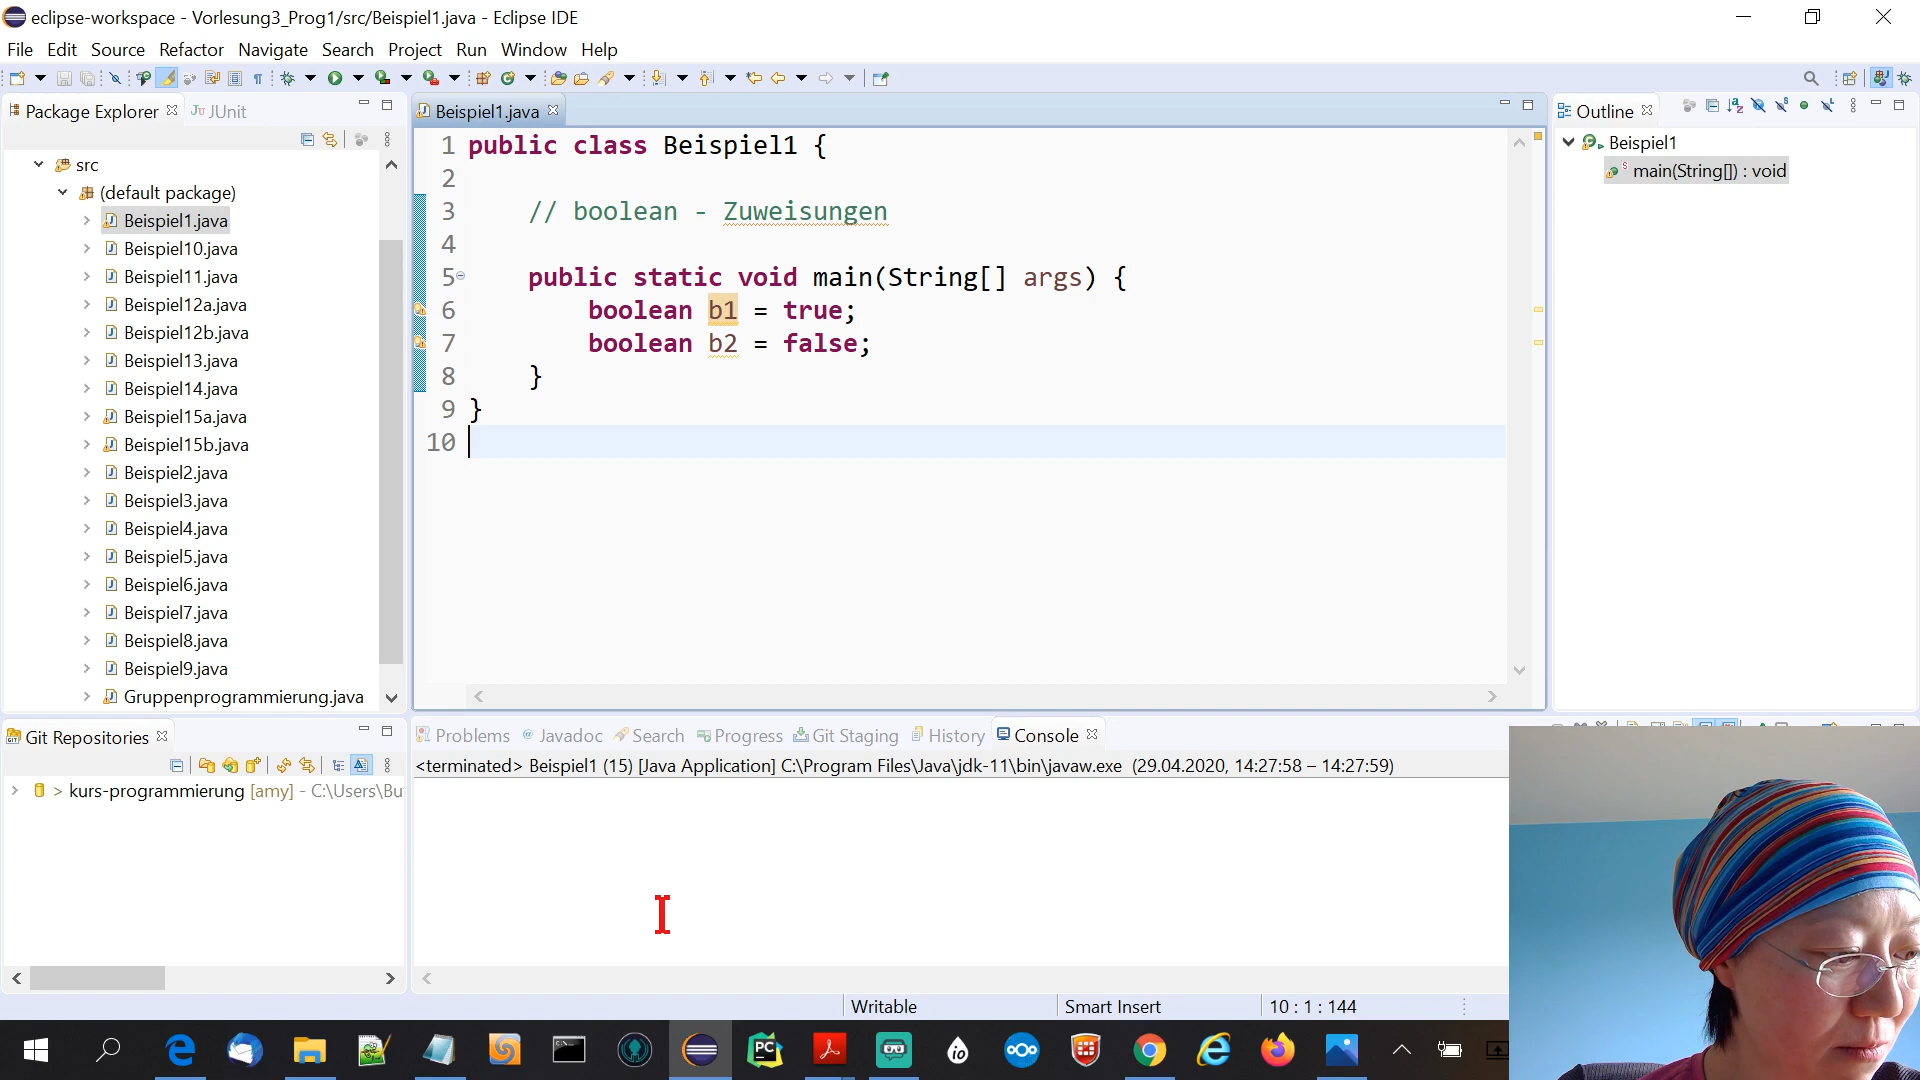 eclipse-workspace - Vorlesung3_Prog1/src/Beispiel1.java - Eclipse IDE
File Edit Source Refactor Navigate Search Project Run Window Help
Package Explorer JUnit
src
(default package)
Beispiel1.java
Beispiel10.java
Beispiel11.java
Beispiel12a.java
Beispiel12b.java
Beispiel13.java
Beispiel14.java
Beispiel15a.java
Beispiel15b.java
Beispiel2.java
Beispiel3.java
Beispiel4.java
Beispiel5.java
Beispiel6.java
Beispiel7.java
Beispiel8.java
Beispiel9.java
Gruppenprogrammierung.java
Beispiel1.java
1 public class Beispiel1 {
2
3 // boolean - Zuweisungen
4
5 public static void main(String[] args) {
6 boolean b1 = true;
7 boolean b2 = false;
8 }
9 }
10
Outline
Beispiel1
main(String[]) : void
Git Repositories
> kurs-programmierung [amy] - C:\Users\Bu
Problems Javadoc Search Progress Git Staging History Console
<terminated> Beispiel1 (15) [Java Application] C:\Program Files\Java\jdk-11\bin\javaw.exe (29.04.2020, 14:27:58 – 14:27:59)
Writable Smart Insert 10 : 1 : 144
PC io